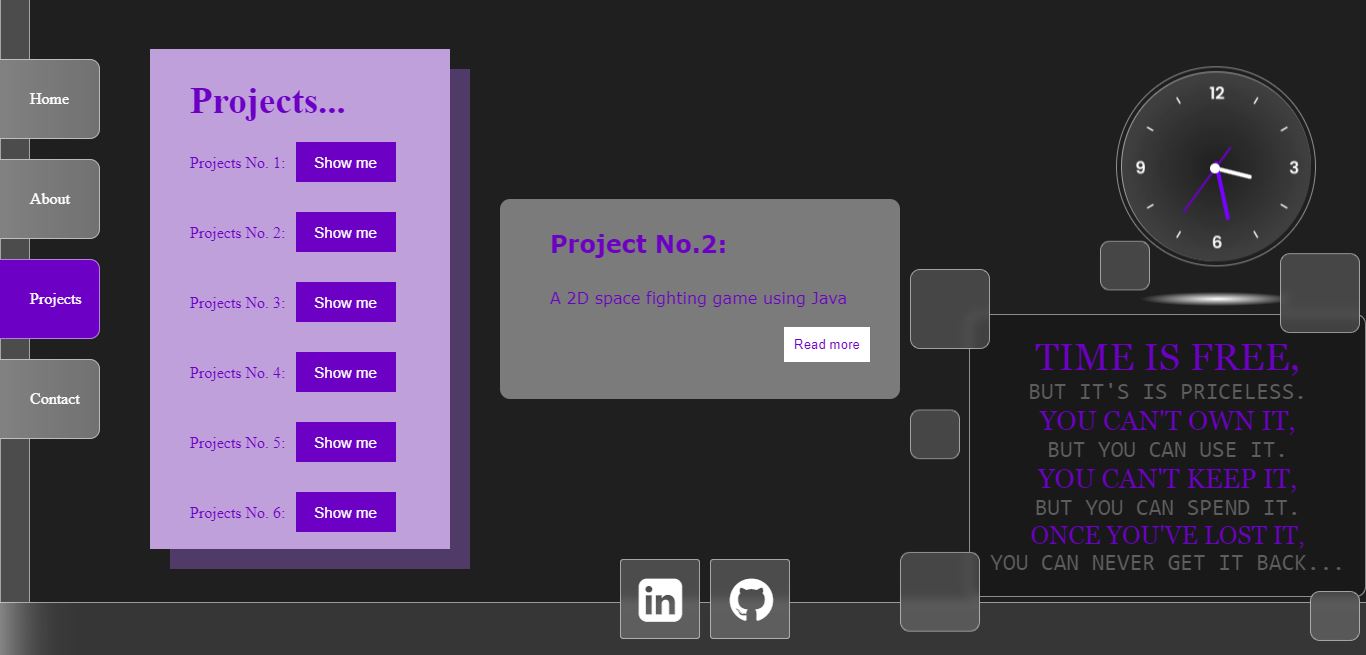 Home
About
Projects
Contact
Projects...
Projects No. 1: Show me
Projects No. 2: Show me
Projects No. 3: Show me
Projects No. 4: Show me
Projects No. 5: Show me
Projects No. 6: Show me
Project No.2:
A 2D space fighting game using Java
Read more
12
9
3
6
TIME IS FREE,
BUT IT'S IS PRICELESS.
YOU CAN'T OWN IT,
BUT YOU CAN USE IT.
YOU CAN'T KEEP IT,
BUT YOU CAN SPEND IT.
ONCE YOU'VE LOST IT,
YOU CAN NEVER GET IT BACK...
in